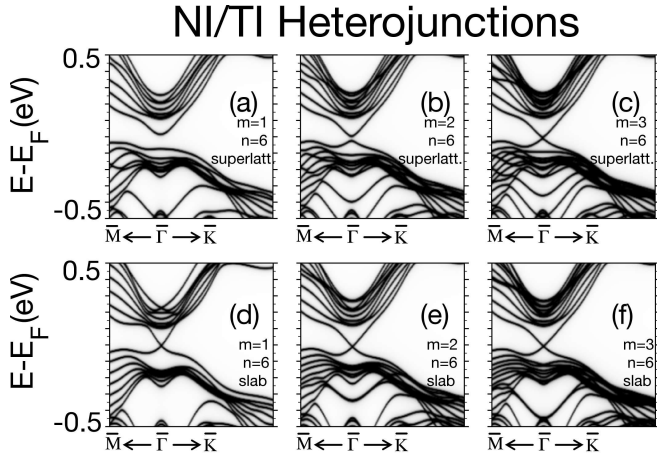 NI/TI Heterojunctions
E-E_F(eV)
0.5
-0.5
(a)
m=1
n=6
superlatt.
(b)
m=2
n=6
superlatt.
(c)
m=3
n=6
superlatt.
M̅ ← Γ̅ → K̅
M̅ ← Γ̅ → K̅
M̅ ← Γ̅ → K̅
E-E_F(eV)
0.5
-0.5
(d)
m=1
n=6
slab
(e)
m=2
n=6
slab
(f)
m=3
n=6
slab
M̅ ← Γ̅ → K̅
M̅ ← Γ̅ → K̅
M̅ ← Γ̅ → K̅